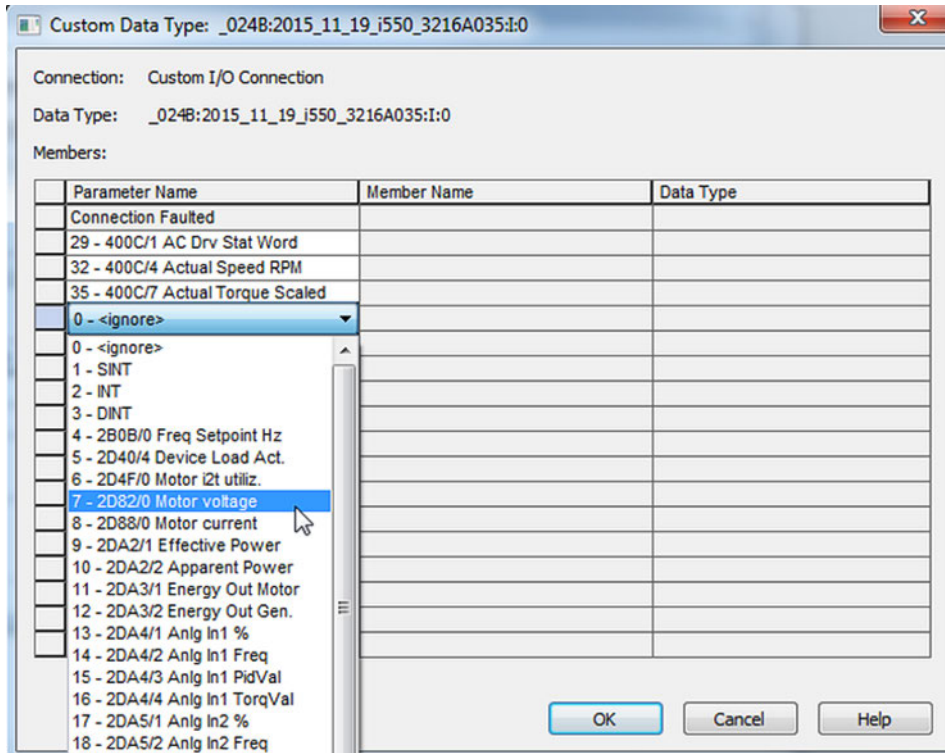 Custom Data Type: _024B:2015_11_19_i550_3216A035:I:0
Connection: Custom I/O Connection
Data Type: _024B:2015_11_19_i550_3216A035:I:0
Members:
Parameter Name Member Name Data Type
Connection Faulted
29 - 400C/1 AC Drv Stat Word
32 - 400C/4 Actual Speed RPM
35 - 400C/7 Actual Torque Scaled
0 - <ignore>
0 - <ignore>
1 - SINT
2 - INT
3 - DINT
4 - 2B0B/0 Freq Setpoint Hz
5 - 2D40/4 Device Load Act.
6 - 2D4F/0 Motor i2t utiliz.
7 - 2D82/0 Motor voltage
8 - 2D88/0 Motor current
9 - 2DA2/1 Effective Power
10 - 2DA2/2 Apparent Power
11 - 2DA3/1 Energy Out Motor
12 - 2DA3/2 Energy Out Gen.
13 - 2DA4/1 Anlg In1 %
14 - 2DA4/2 Anlg In1 Freq
15 - 2DA4/3 Anlg In1 PidVal
16 - 2DA4/4 Anlg In1 TorqVal
17 - 2DA5/1 Anlg In2 %
18 - 2DA5/2 Anlg In2 Freq
OK Cancel Help